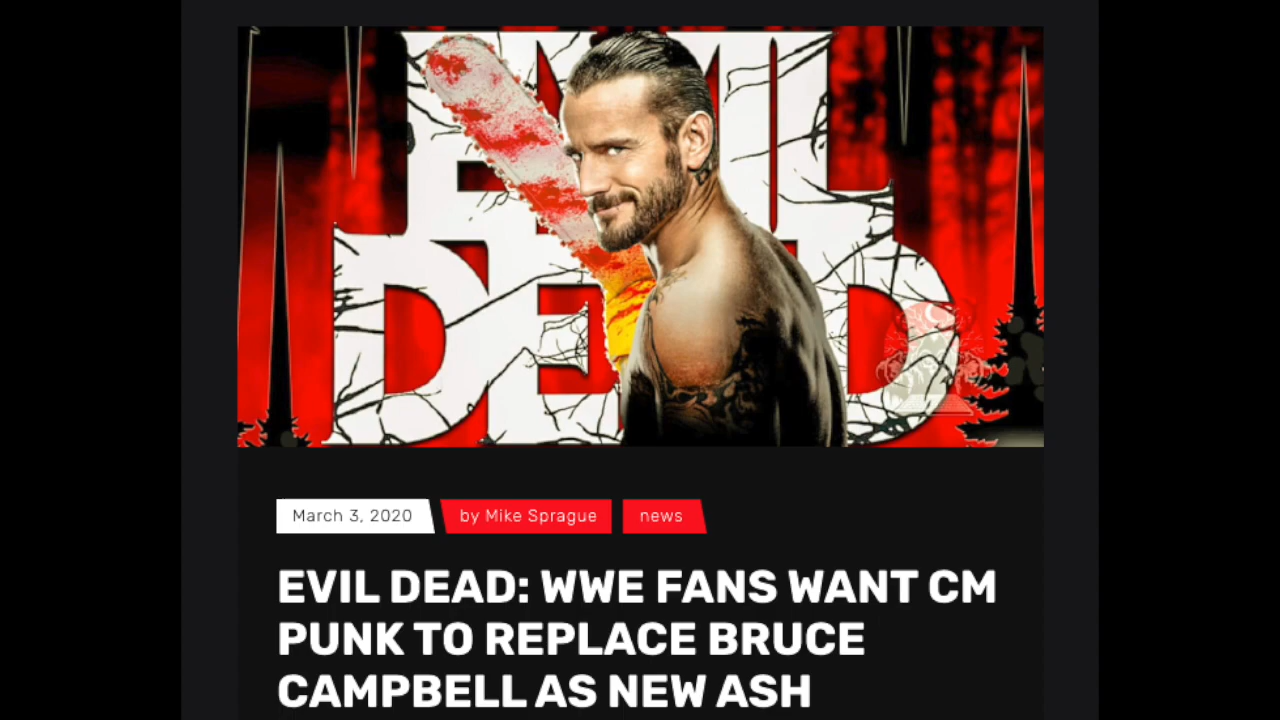 EVIL
DEAD
March 3, 2020
by Mike Sprague
news
EVIL DEAD: WWE FANS WANT CM
PUNK TO REPLACE BRUCE
CAMPBELL AS NEW ASH